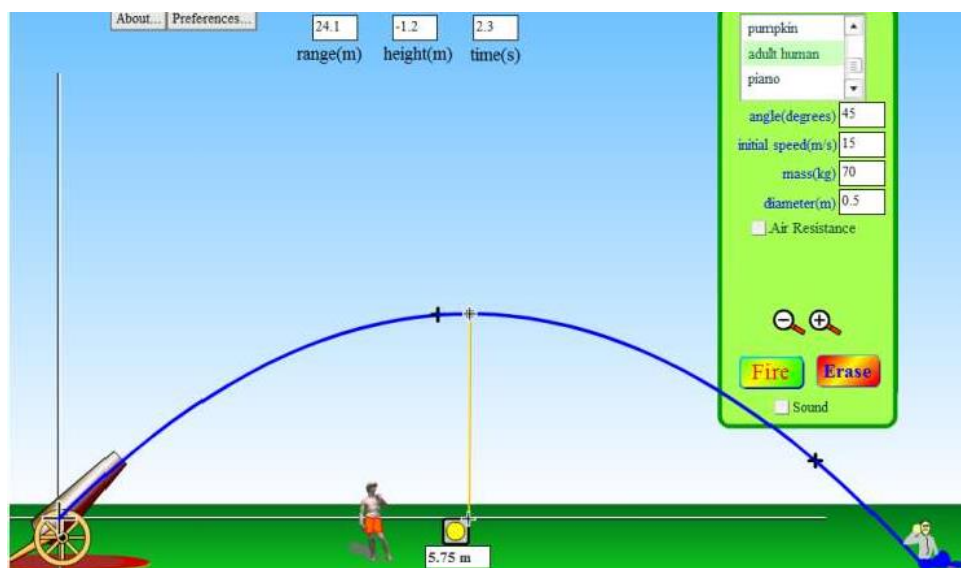 About... Preferences...
24.1 -1.2 2.3
range(m) height(m) time(s)
pumpkin
adult human
piano
angle(degrees) 45
initial speed(m/s) 15
mass(kg) 70
diameter(m) 0.5
Air Resistance
Fire Erase
Sound
5.75 m